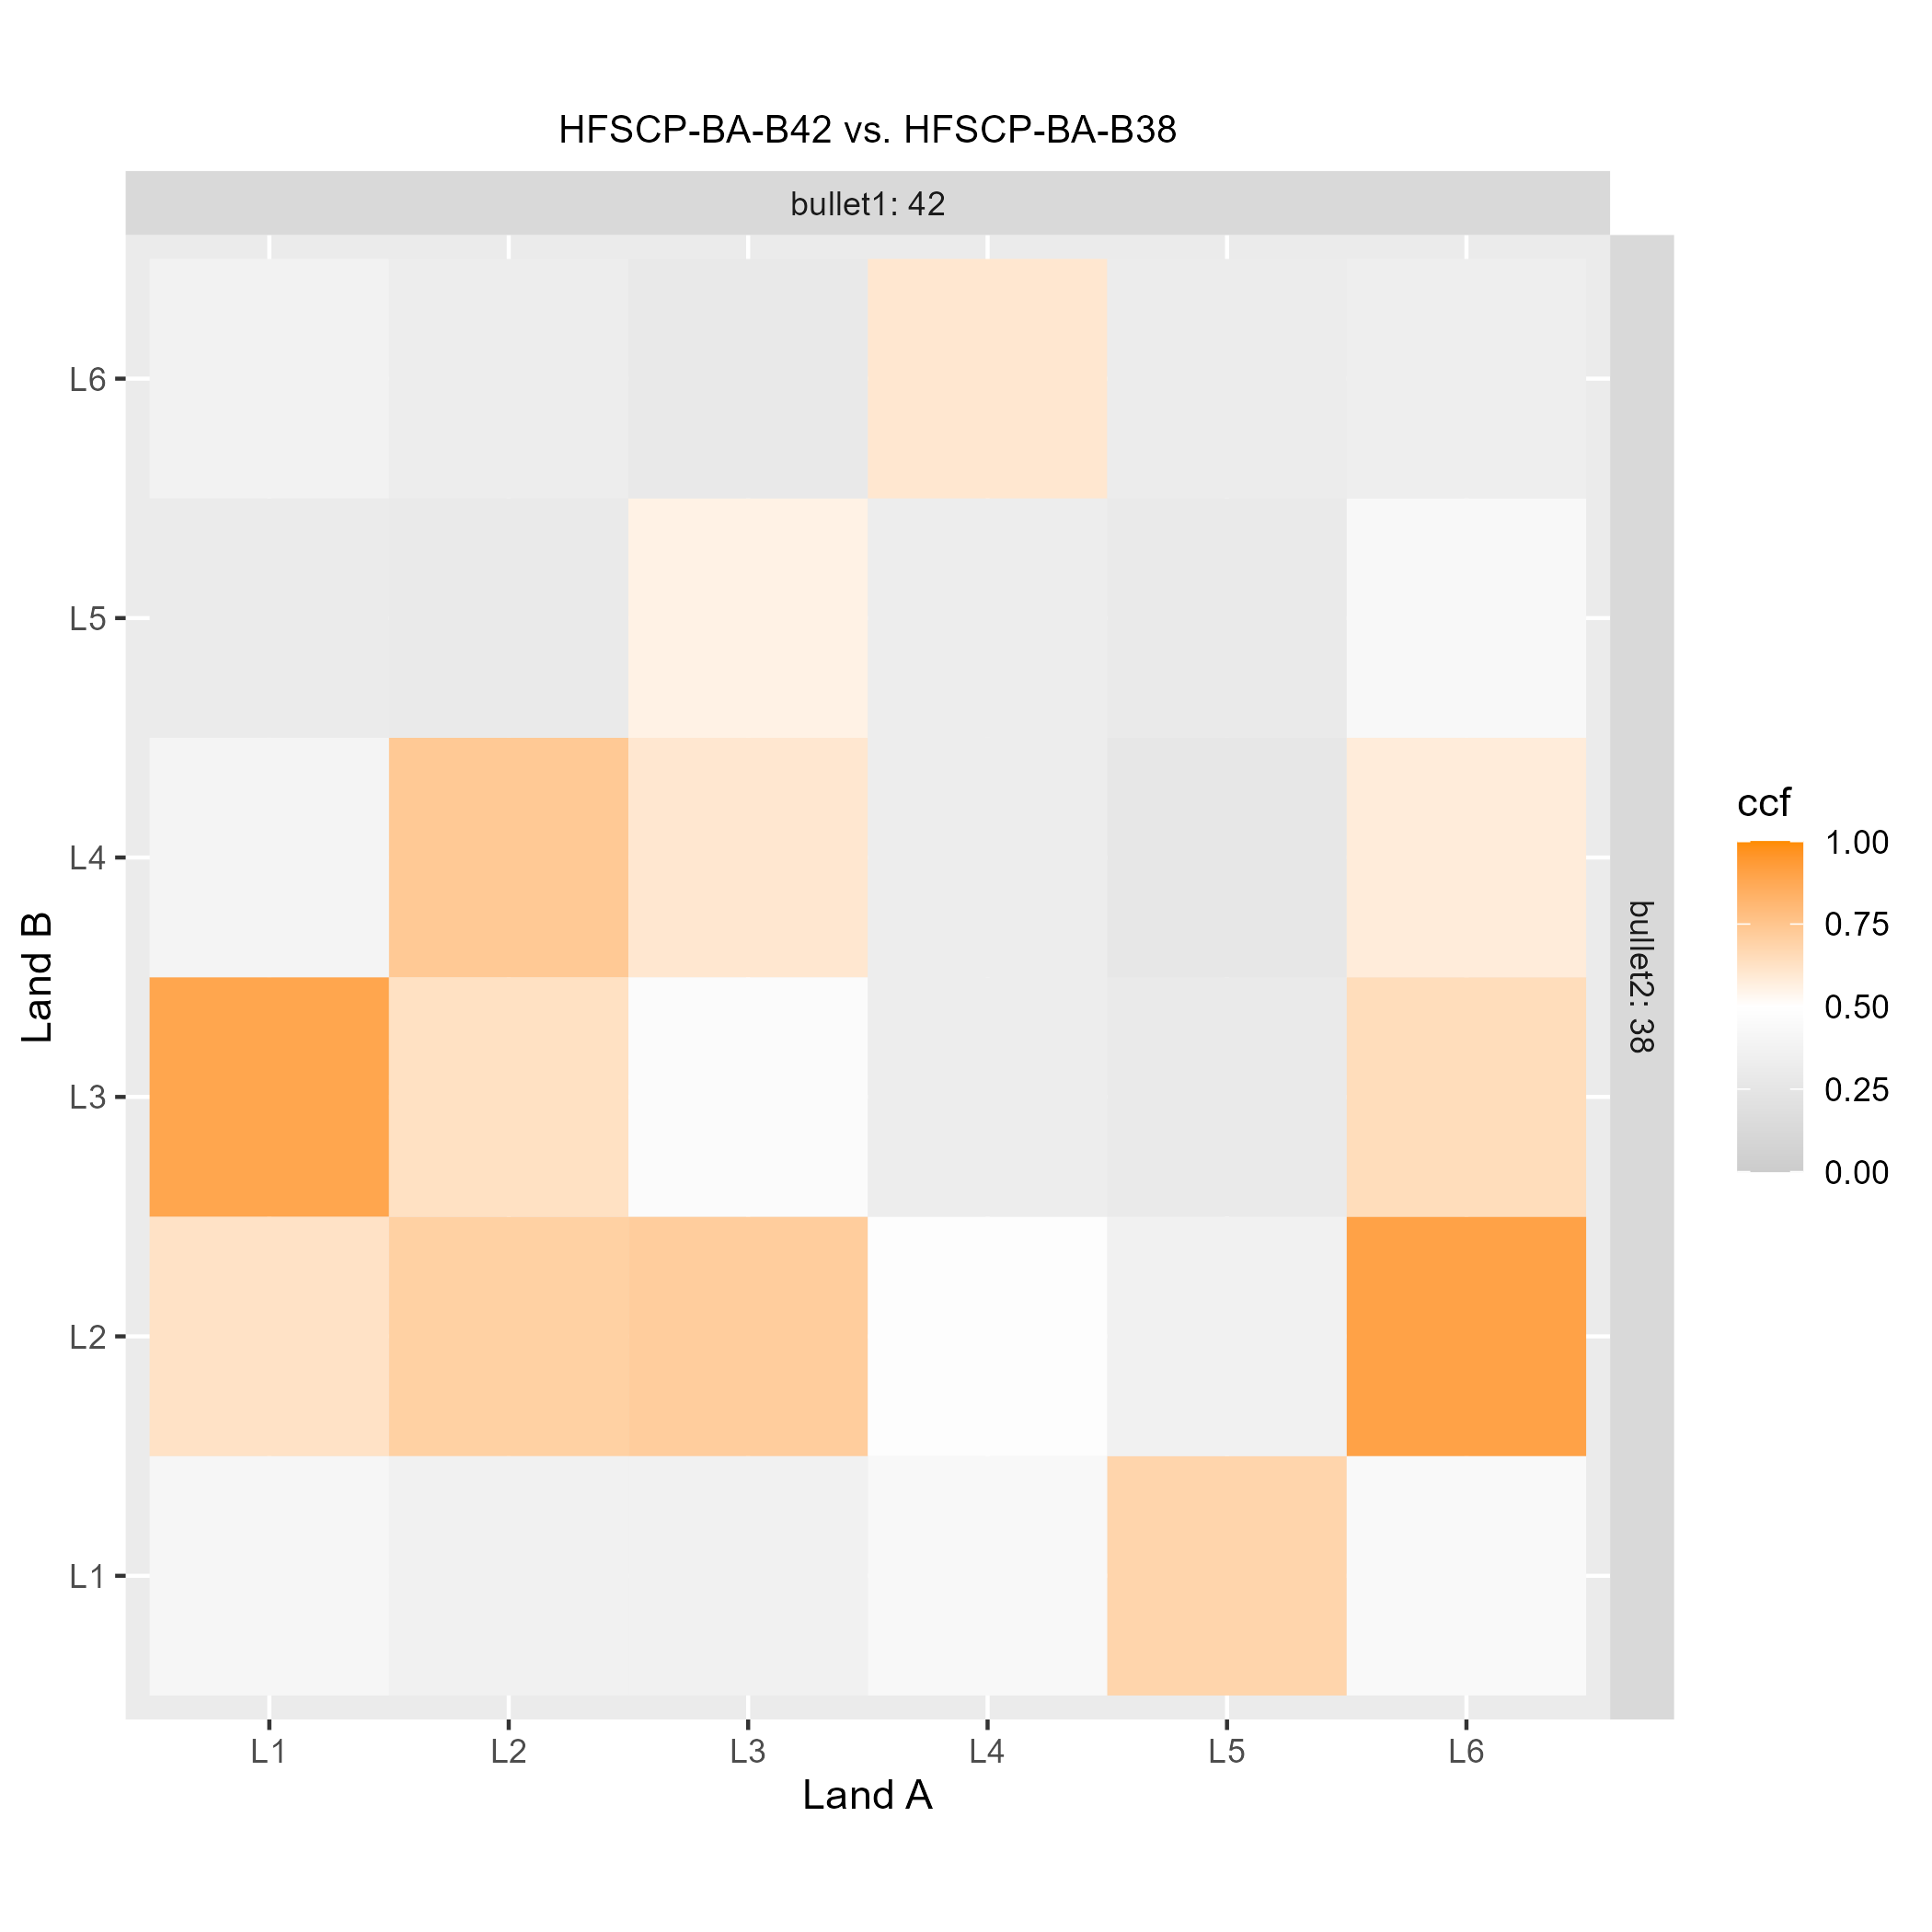 HFSCP-BA-B42 vs. HFSCP-BA-B38
bullet1: 42
L6
L5
L4
L3
L2
L1
Land B
bullet2: 38
L1
L2
L3
L4
L5
L6
Land A
ccf
1.00
0.75
0.50
0.25
0.00